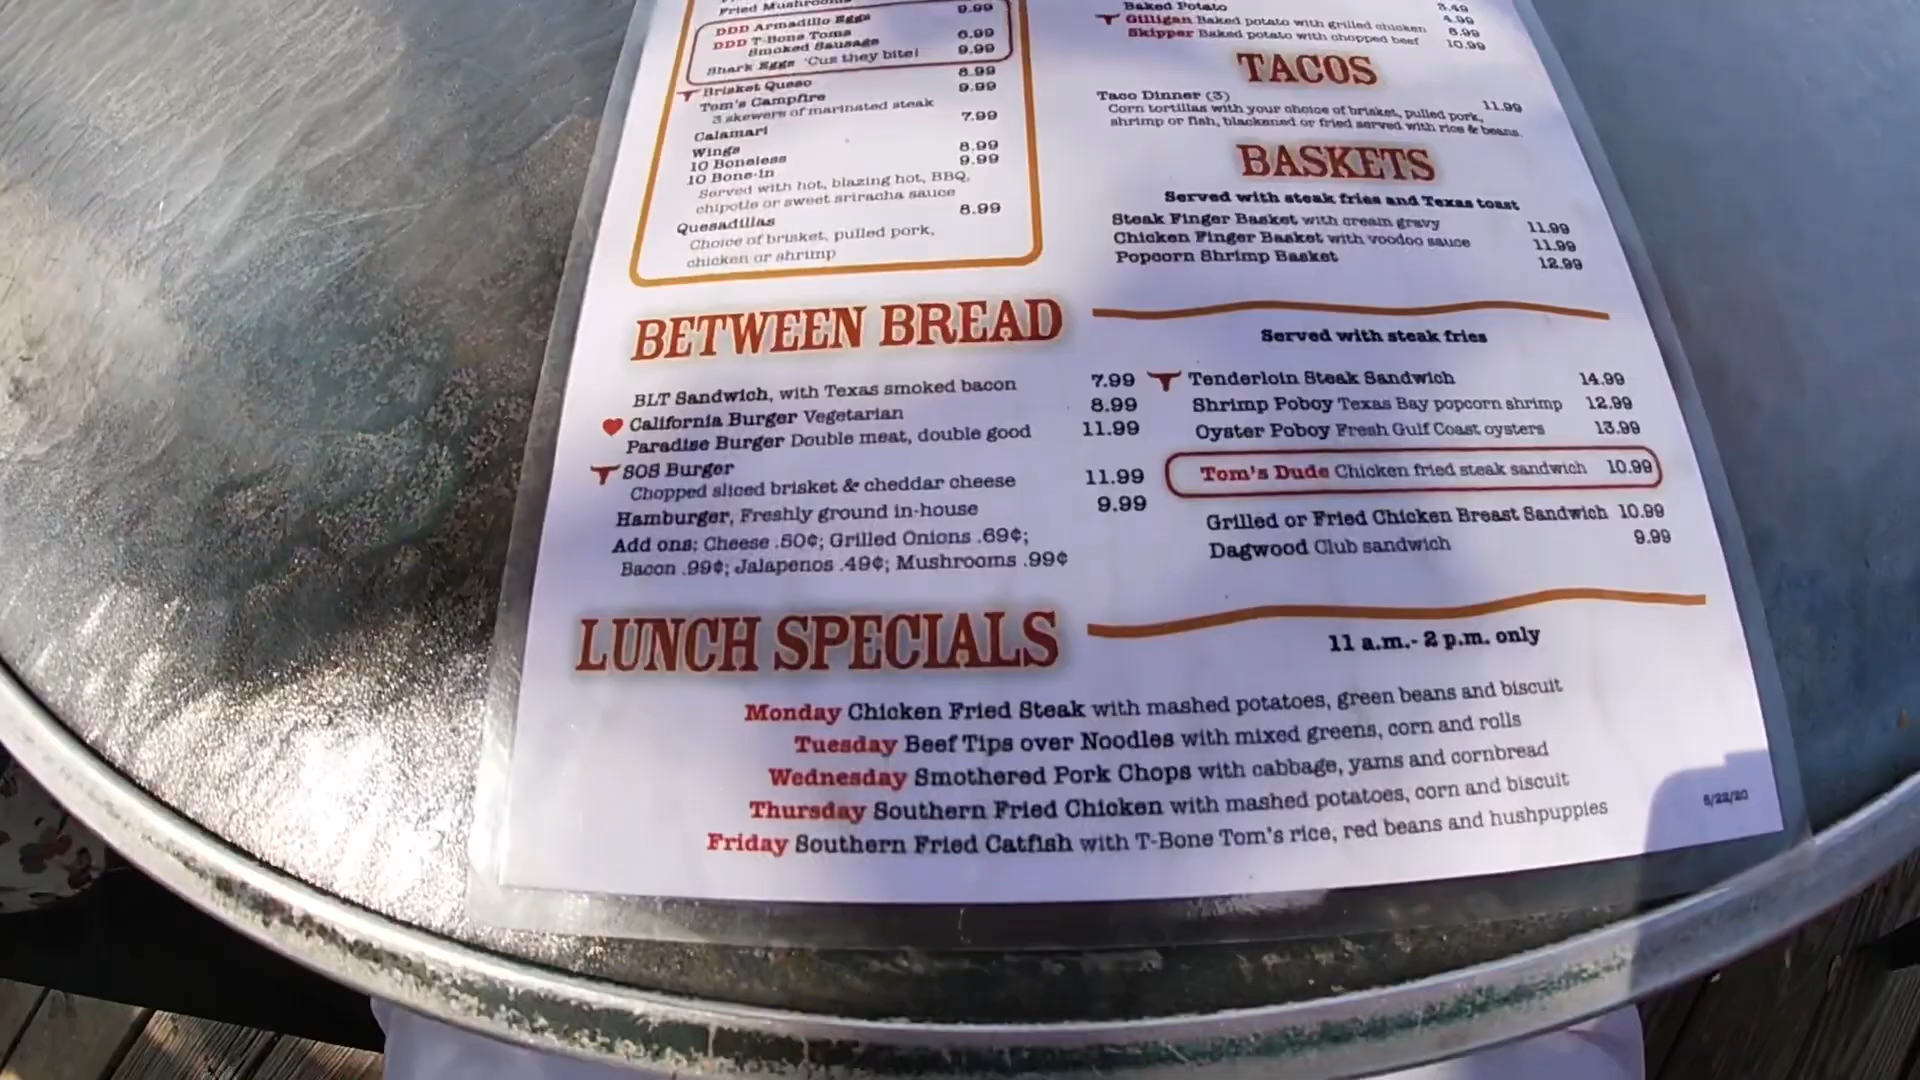 Fried Mushrooms 9.99
DDD Armadillo Eggs
DDD T-Bone Toms 6.99
Smoked Sausage 9.99
Shark Eggs 'Cus they bite!
Brisket Queso 8.99
Tom's Campfire 9.99
3 skewers of marinated steak
Calamari 7.99
Wings
10 Boneless 8.99
10 Bone-in 9.99
Served with hot, blazing hot, BBQ,
chipotle or sweet sriracha sauce
Quesadillas 8.99
Choice of brisket, pulled pork,
chicken or shrimp
Baked Potato 3.49
4.99
Gilligan Baked potato with grilled chicken 8.99
Skipper Baked potato with chopped beef 10.99
TACOS
Taco Dinner (3) 11.99
Corn tortillas with your choice of brisket, pulled pork,
shrimp or fish, blackened or fried served with rice & beans.
BASKETS
Served with steak fries and Texas toast
Steak Finger Basket with cream gravy 11.99
Chicken Finger Basket with voodoo sauce 11.99
Popcorn Shrimp Basket 12.99
BETWEEN BREAD
BLT Sandwich, with Texas smoked bacon 7.99
California Burger Vegetarian 8.99
Paradise Burger Double meat, double good 11.99
SOS Burger
Chopped sliced brisket & cheddar cheese 11.99
Hamburger, Freshly ground in-house 9.99
Add ons; Cheese .50¢; Grilled Onions .69¢;
Bacon .99¢; Jalapenos .49¢; Mushrooms .99¢
Served with steak fries
Tenderloin Steak Sandwich 14.99
Shrimp Poboy Texas Bay popcorn shrimp 12.99
Oyster Poboy Fresh Gulf Coast oysters 13.99
Tom's Dude Chicken fried steak sandwich 10.99
Grilled or Fried Chicken Breast Sandwich 10.99
Dagwood Club sandwich 9.99
LUNCH SPECIALS
11 a.m.- 2 p.m. only
Monday Chicken Fried Steak with mashed potatoes, green beans and biscuit
Tuesday Beef Tips over Noodles with mixed greens, corn and rolls
Wednesday Smothered Pork Chops with cabbage, yams and cornbread
Thursday Southern Fried Chicken with mashed potatoes, corn and biscuit
Friday Southern Fried Catfish with T-Bone Tom's rice, red beans and hushpuppies